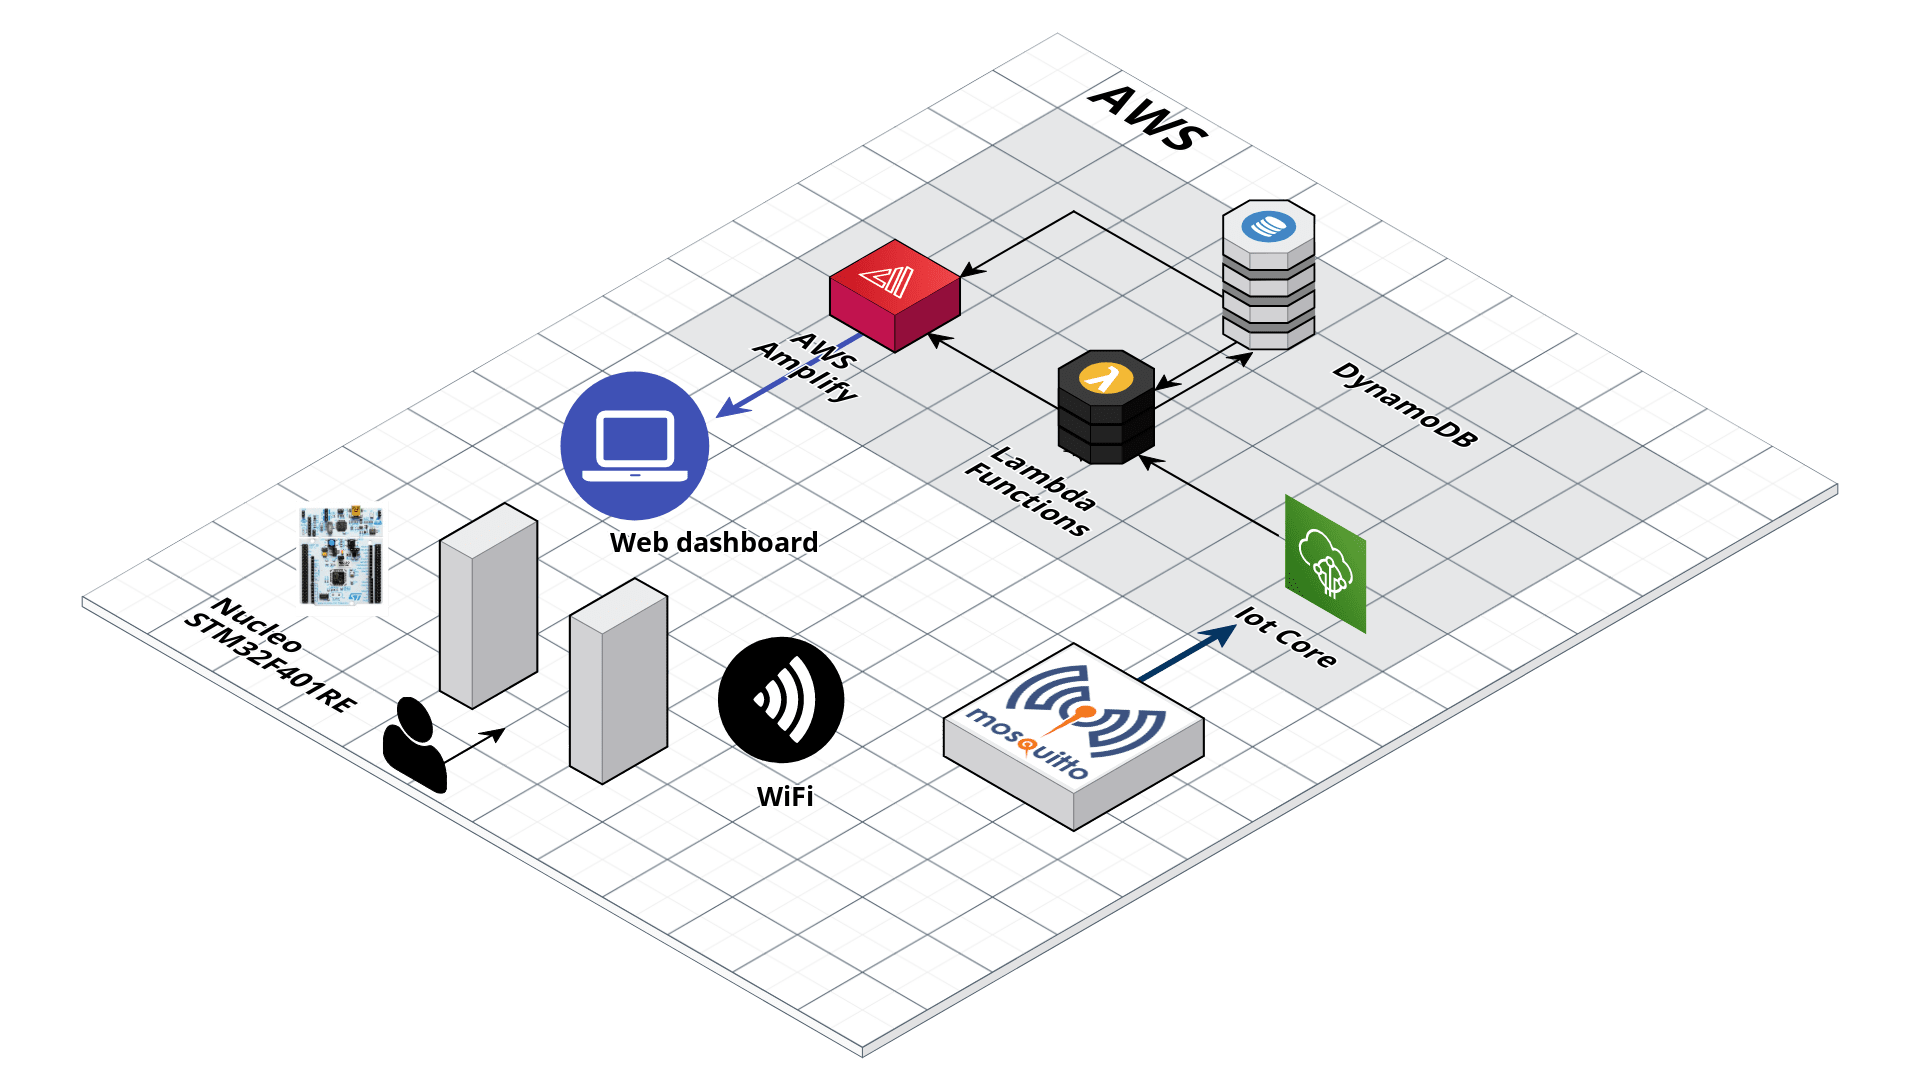 AWS
AWS
Amplify
DynamoDB
Lambda
Functions
Web dashboard
Iot Core
Nucleo
STM32F401RE
mosquitto
WiFi